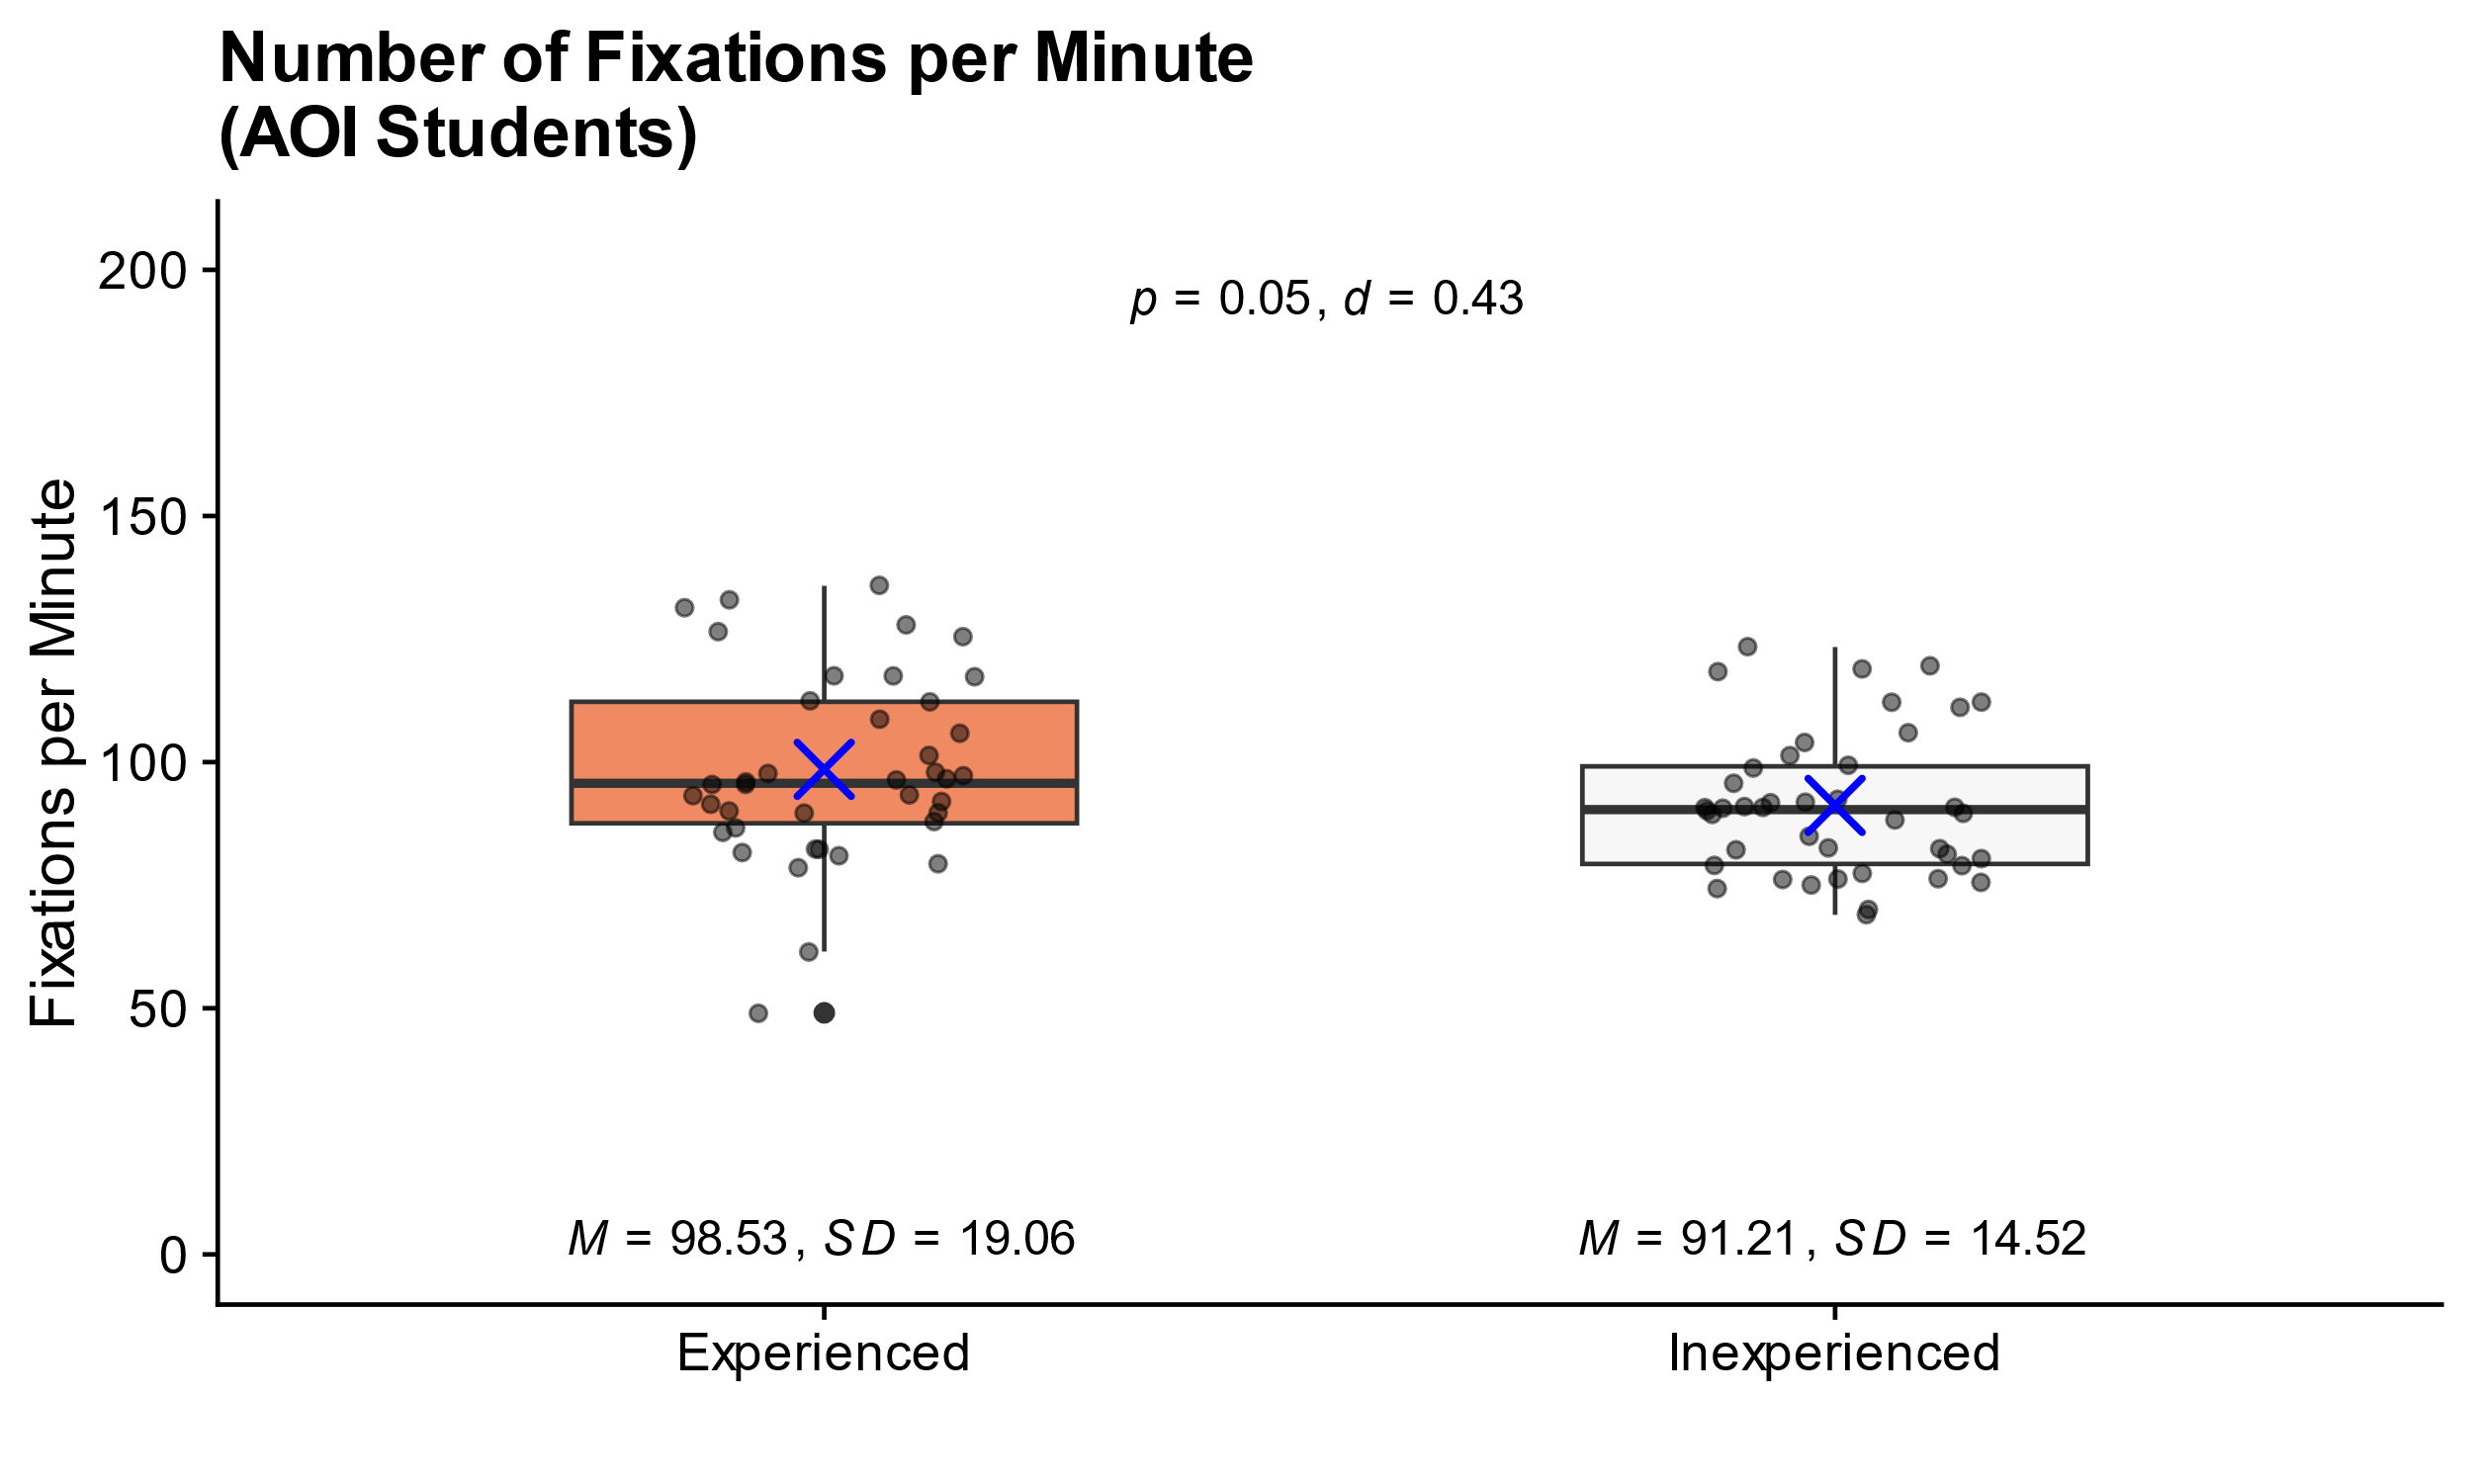 Number of Fixations per Minute
(AOI Students)
Fixations per Minute
200
150
100
50
0
p = 0.05, d = 0.43
M = 98.53, SD = 19.06
M = 91.21, SD = 14.52
Experienced
Inexperienced